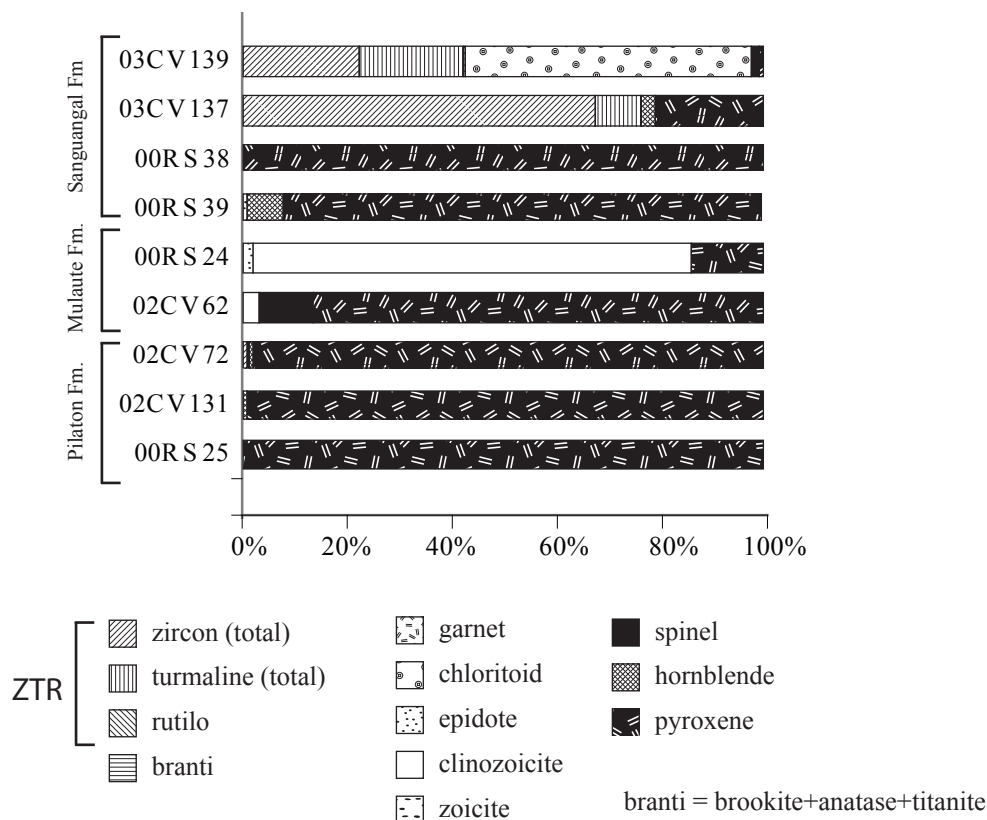 Sanguangal Fm
03CV139
03CV137
00RS38
00RS39
Mulaute Fm.
00RS24
02CV62
Pilaton Fm.
02CV72
02CV131
00RS25
0% 20% 40% 60% 80% 100%
ZTR
zircon (total)
turmaline (total)
rutilo
branti
garnet
chloritoid
epidote
clinozoicite
zoicite
spinel
hornblende
pyroxene
branti = brookite+anatase+titanite